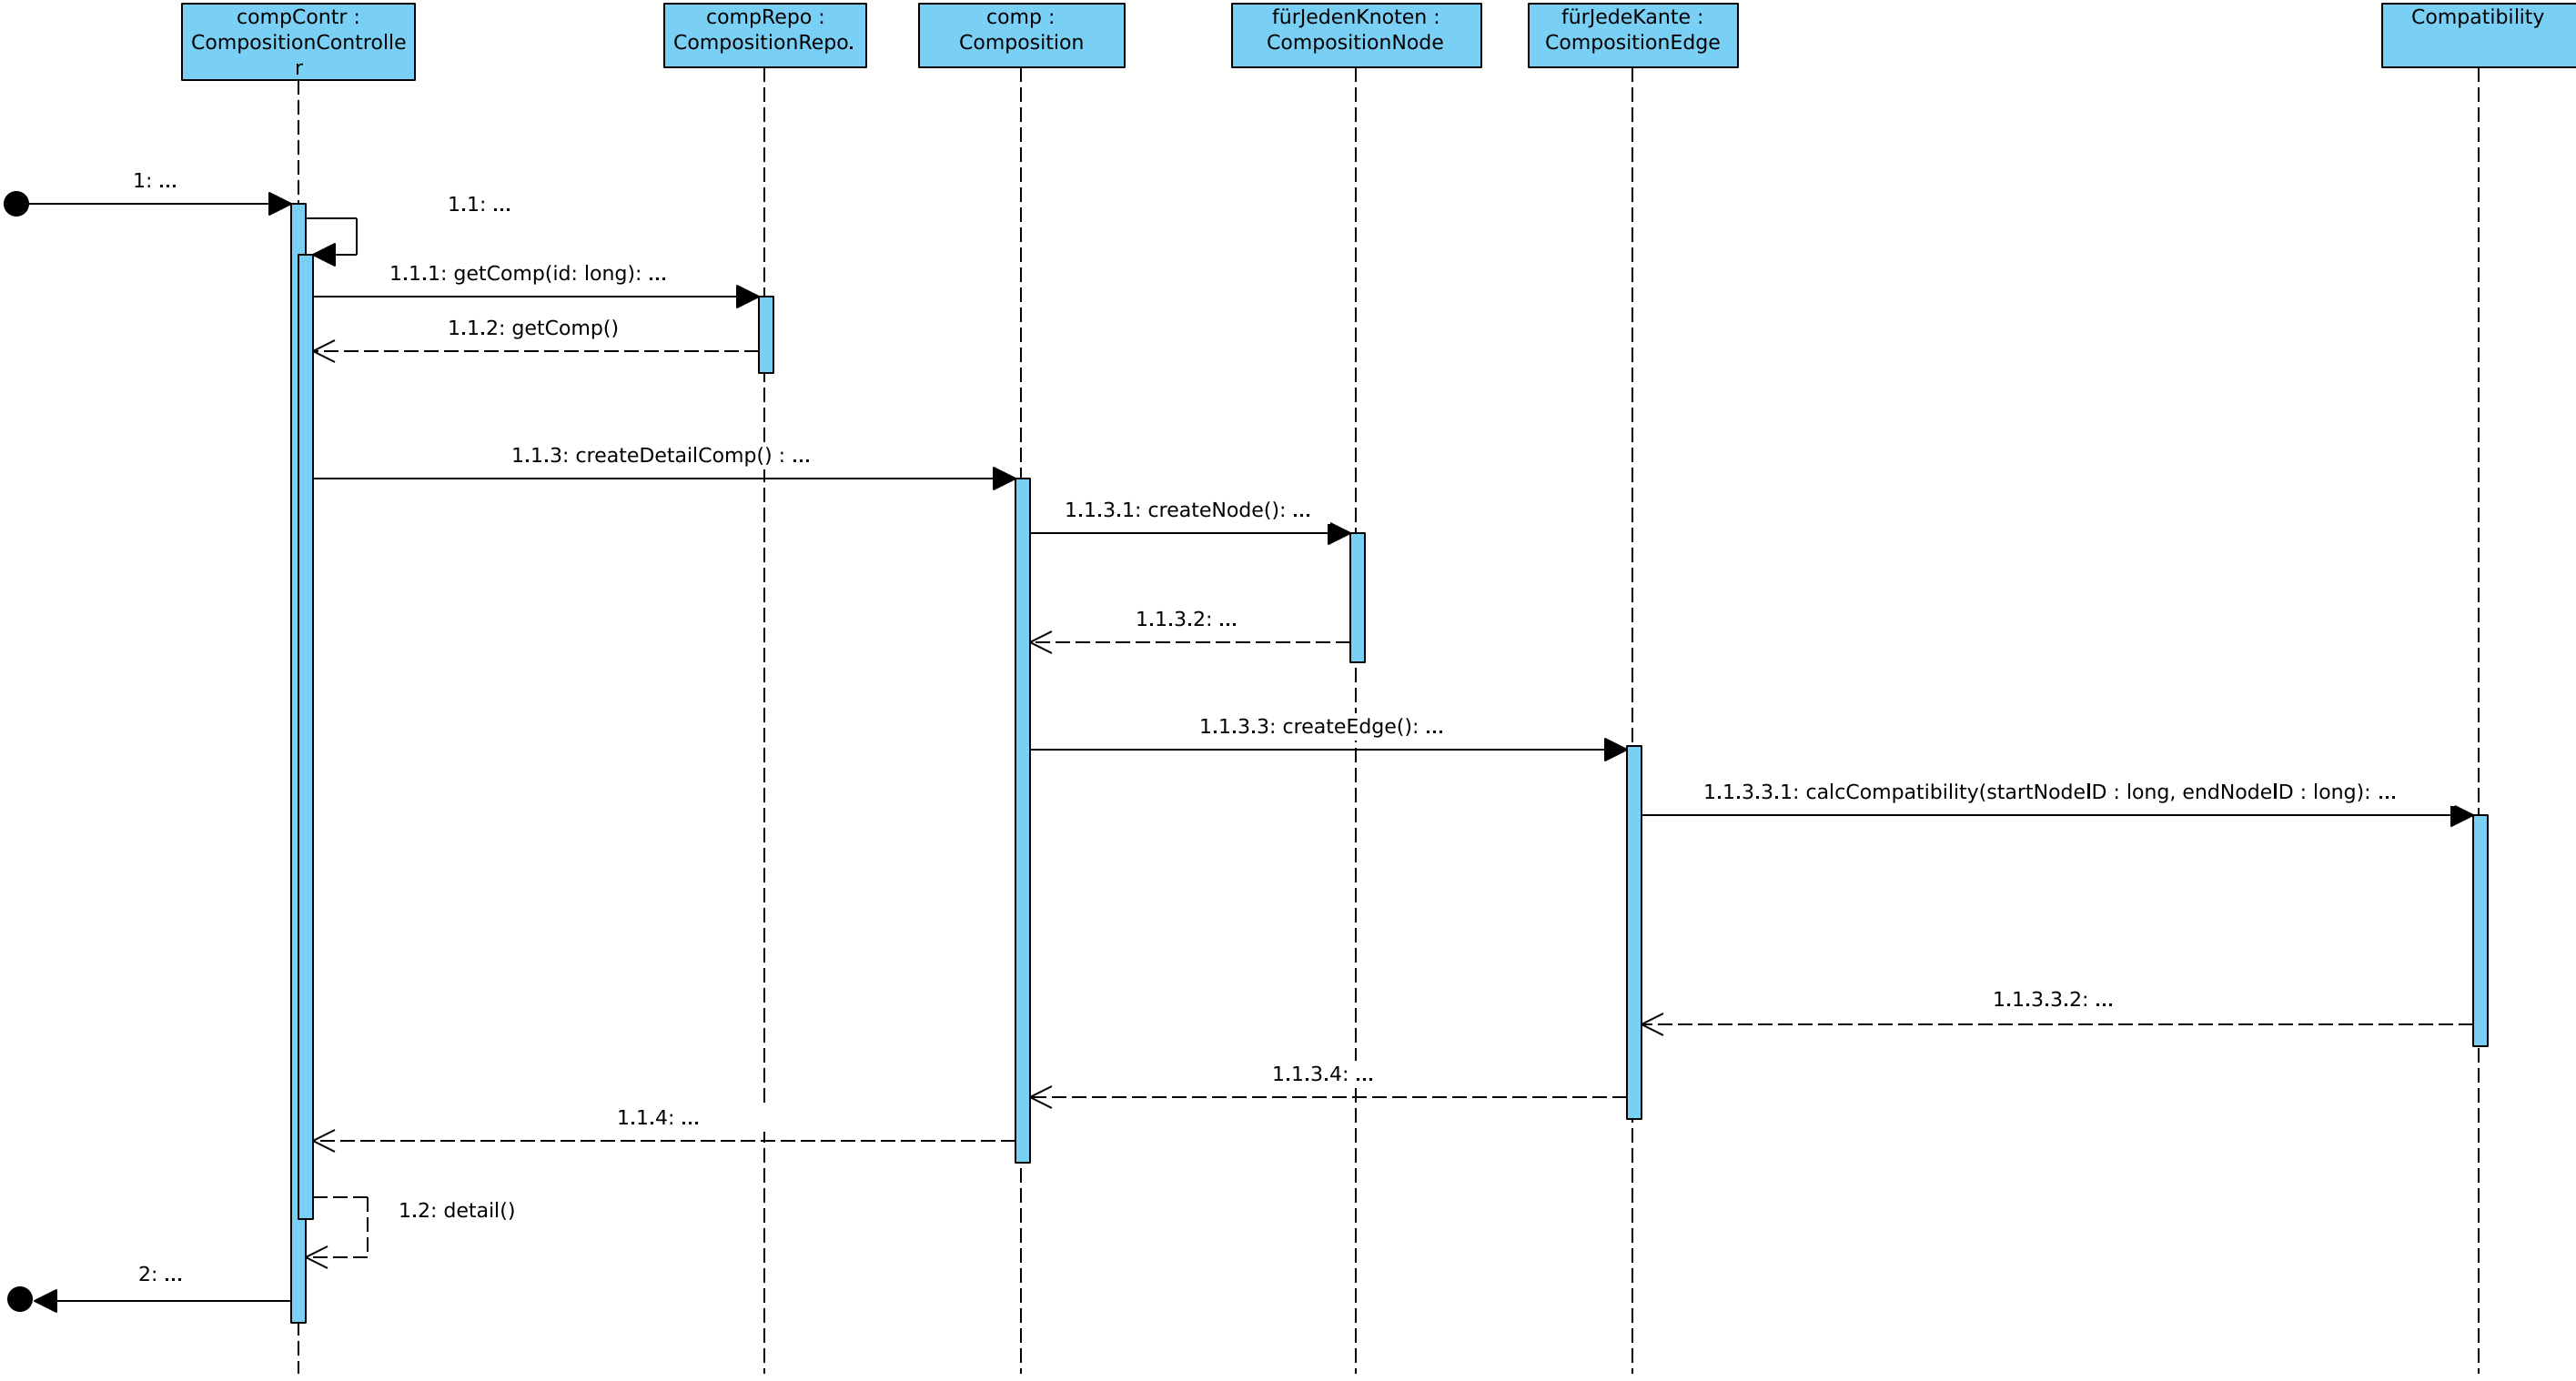 compContr :
CompositionControlle
r
compRepo :
CompositionRepo.
comp :
Composition
fürJedenKnoten :
CompositionNode
fürJedeKante :
CompositionEdge
Compatibility
1: ...
1.1: ...
1.1.1: getComp(id: long): ...
1.1.2: getComp()
1.1.3: createDetailComp() : ...
1.1.3.1: createNode(): ...
1.1.3.2: ...
1.1.3.3: createEdge(): ...
1.1.3.3.1: calcCompatibility(startNodeID : long, endNodeID : long): ...
1.1.3.3.2: ...
1.1.3.4: ...
1.1.4: ...
1.2: detail()
2: ...